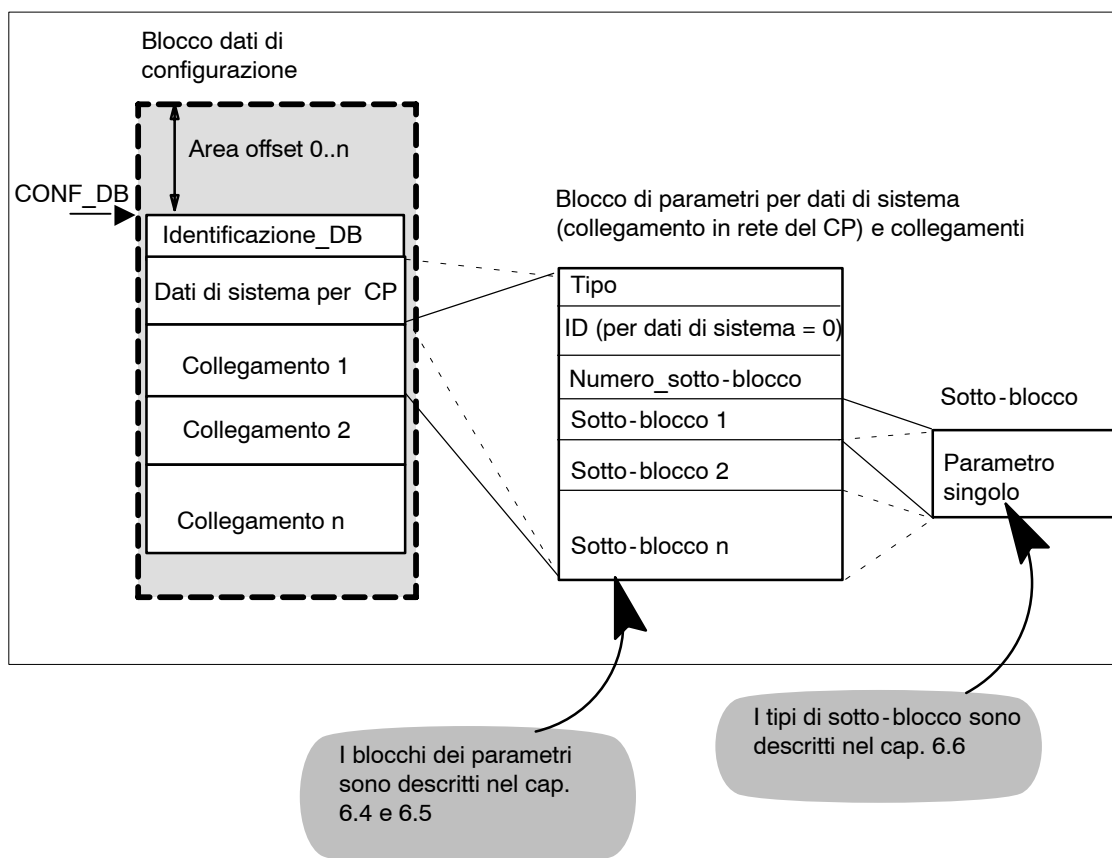 Blocco dati di
configurazione
Area offset 0..n
CONF_DB
Identificazione_DB
Dati di sistema per CP
Collegamento 1
Collegamento 2
Collegamento n
Blocco di parametri per dati di sistema
(collegamento in rete del CP) e collegamenti
Tipo
ID (per dati di sistema = 0)
Numero_sotto-blocco
Sotto-blocco 1
Sotto-blocco 2
Sotto-blocco n
Sotto-blocco
Parametro
singolo
I blocchi dei parametri
sono descritti nel cap.
6.4 e 6.5
I tipi di sotto-blocco sono
descritti nel cap. 6.6